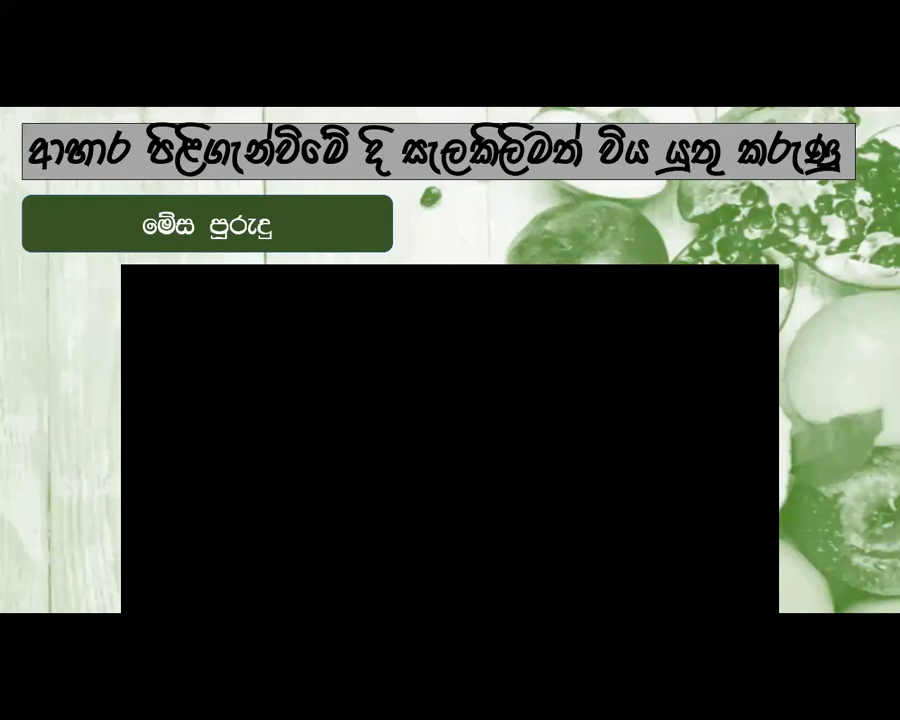 ආහාර පිළිගැන්වීමේ දි සැලකිලිමත් විය යුතු කරුණු
මේස පුරුදු